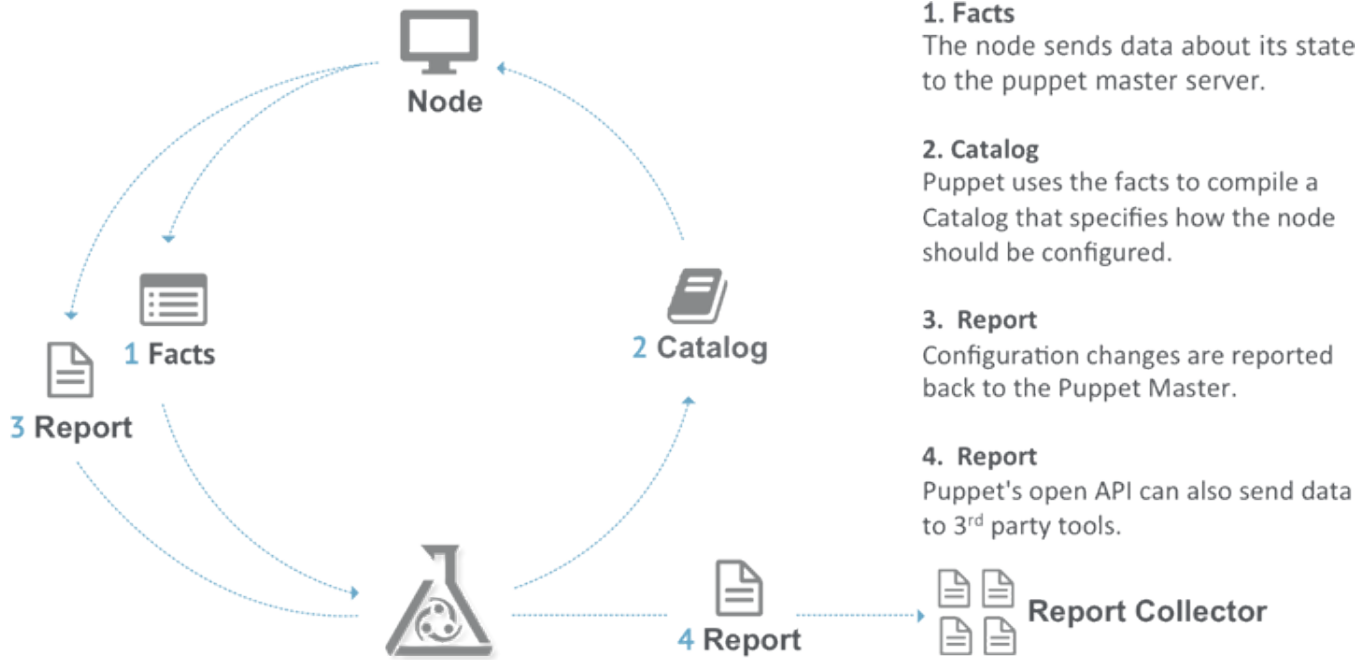 Node
1 Facts
3 Report
2 Catalog
4 Report
Report Collector
1. Facts
The node sends data about its state
to the puppet master server.
2. Catalog
Puppet uses the facts to compile a
Catalog that specifies how the node
should be configured.
3. Report
Configuration changes are reported
back to the Puppet Master.
4. Report
Puppet's open API can also send data
to 3rd party tools.